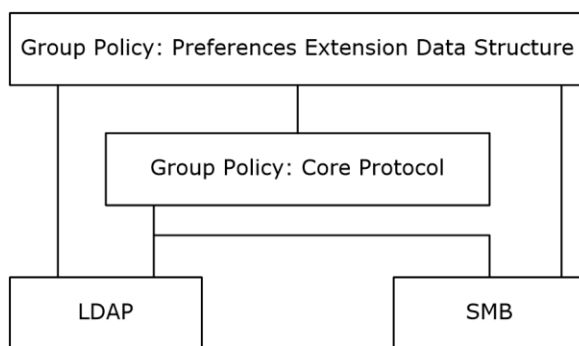 Group Policy: Preferences Extension Data Structure
Group Policy: Core Protocol
LDAP
SMB